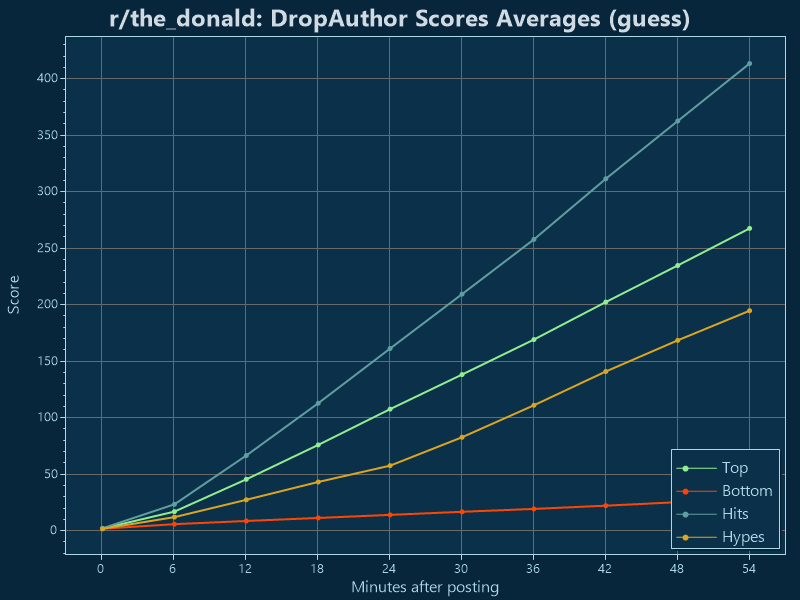 r/the_donald: DropAuthor Scores Averages (guess)
400
350
300
250
200
150
100
50
0
Score
0 6 12 18 24 30 36 42 48 54
Minutes after posting
Top
Bottom
Hits
Hypes